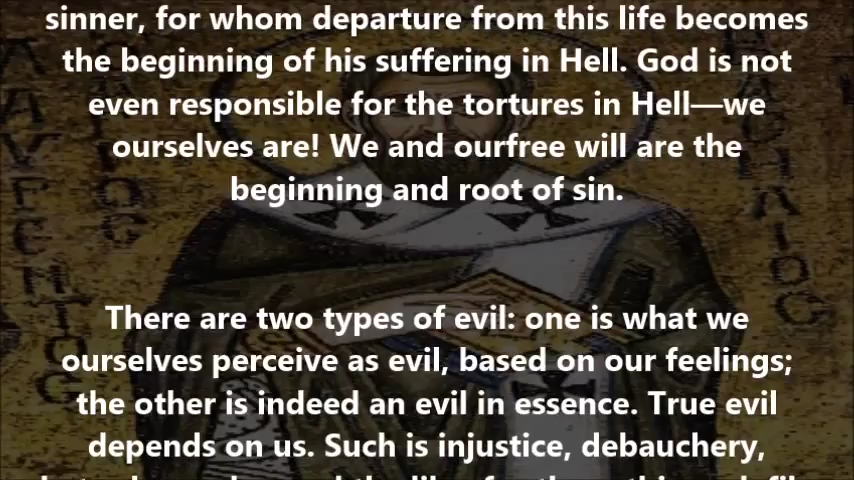 sinner, for whom departure from this life becomes
the beginning of his suffering in Hell. God is not
even responsible for the tortures in Hell—we
ourselves are! We and ourfree will are the
beginning and root of sin.
There are two types of evil: one is what we
ourselves perceive as evil, based on our feelings;
the other is indeed an evil in essence. True evil
depends on us. Such is injustice, debauchery,